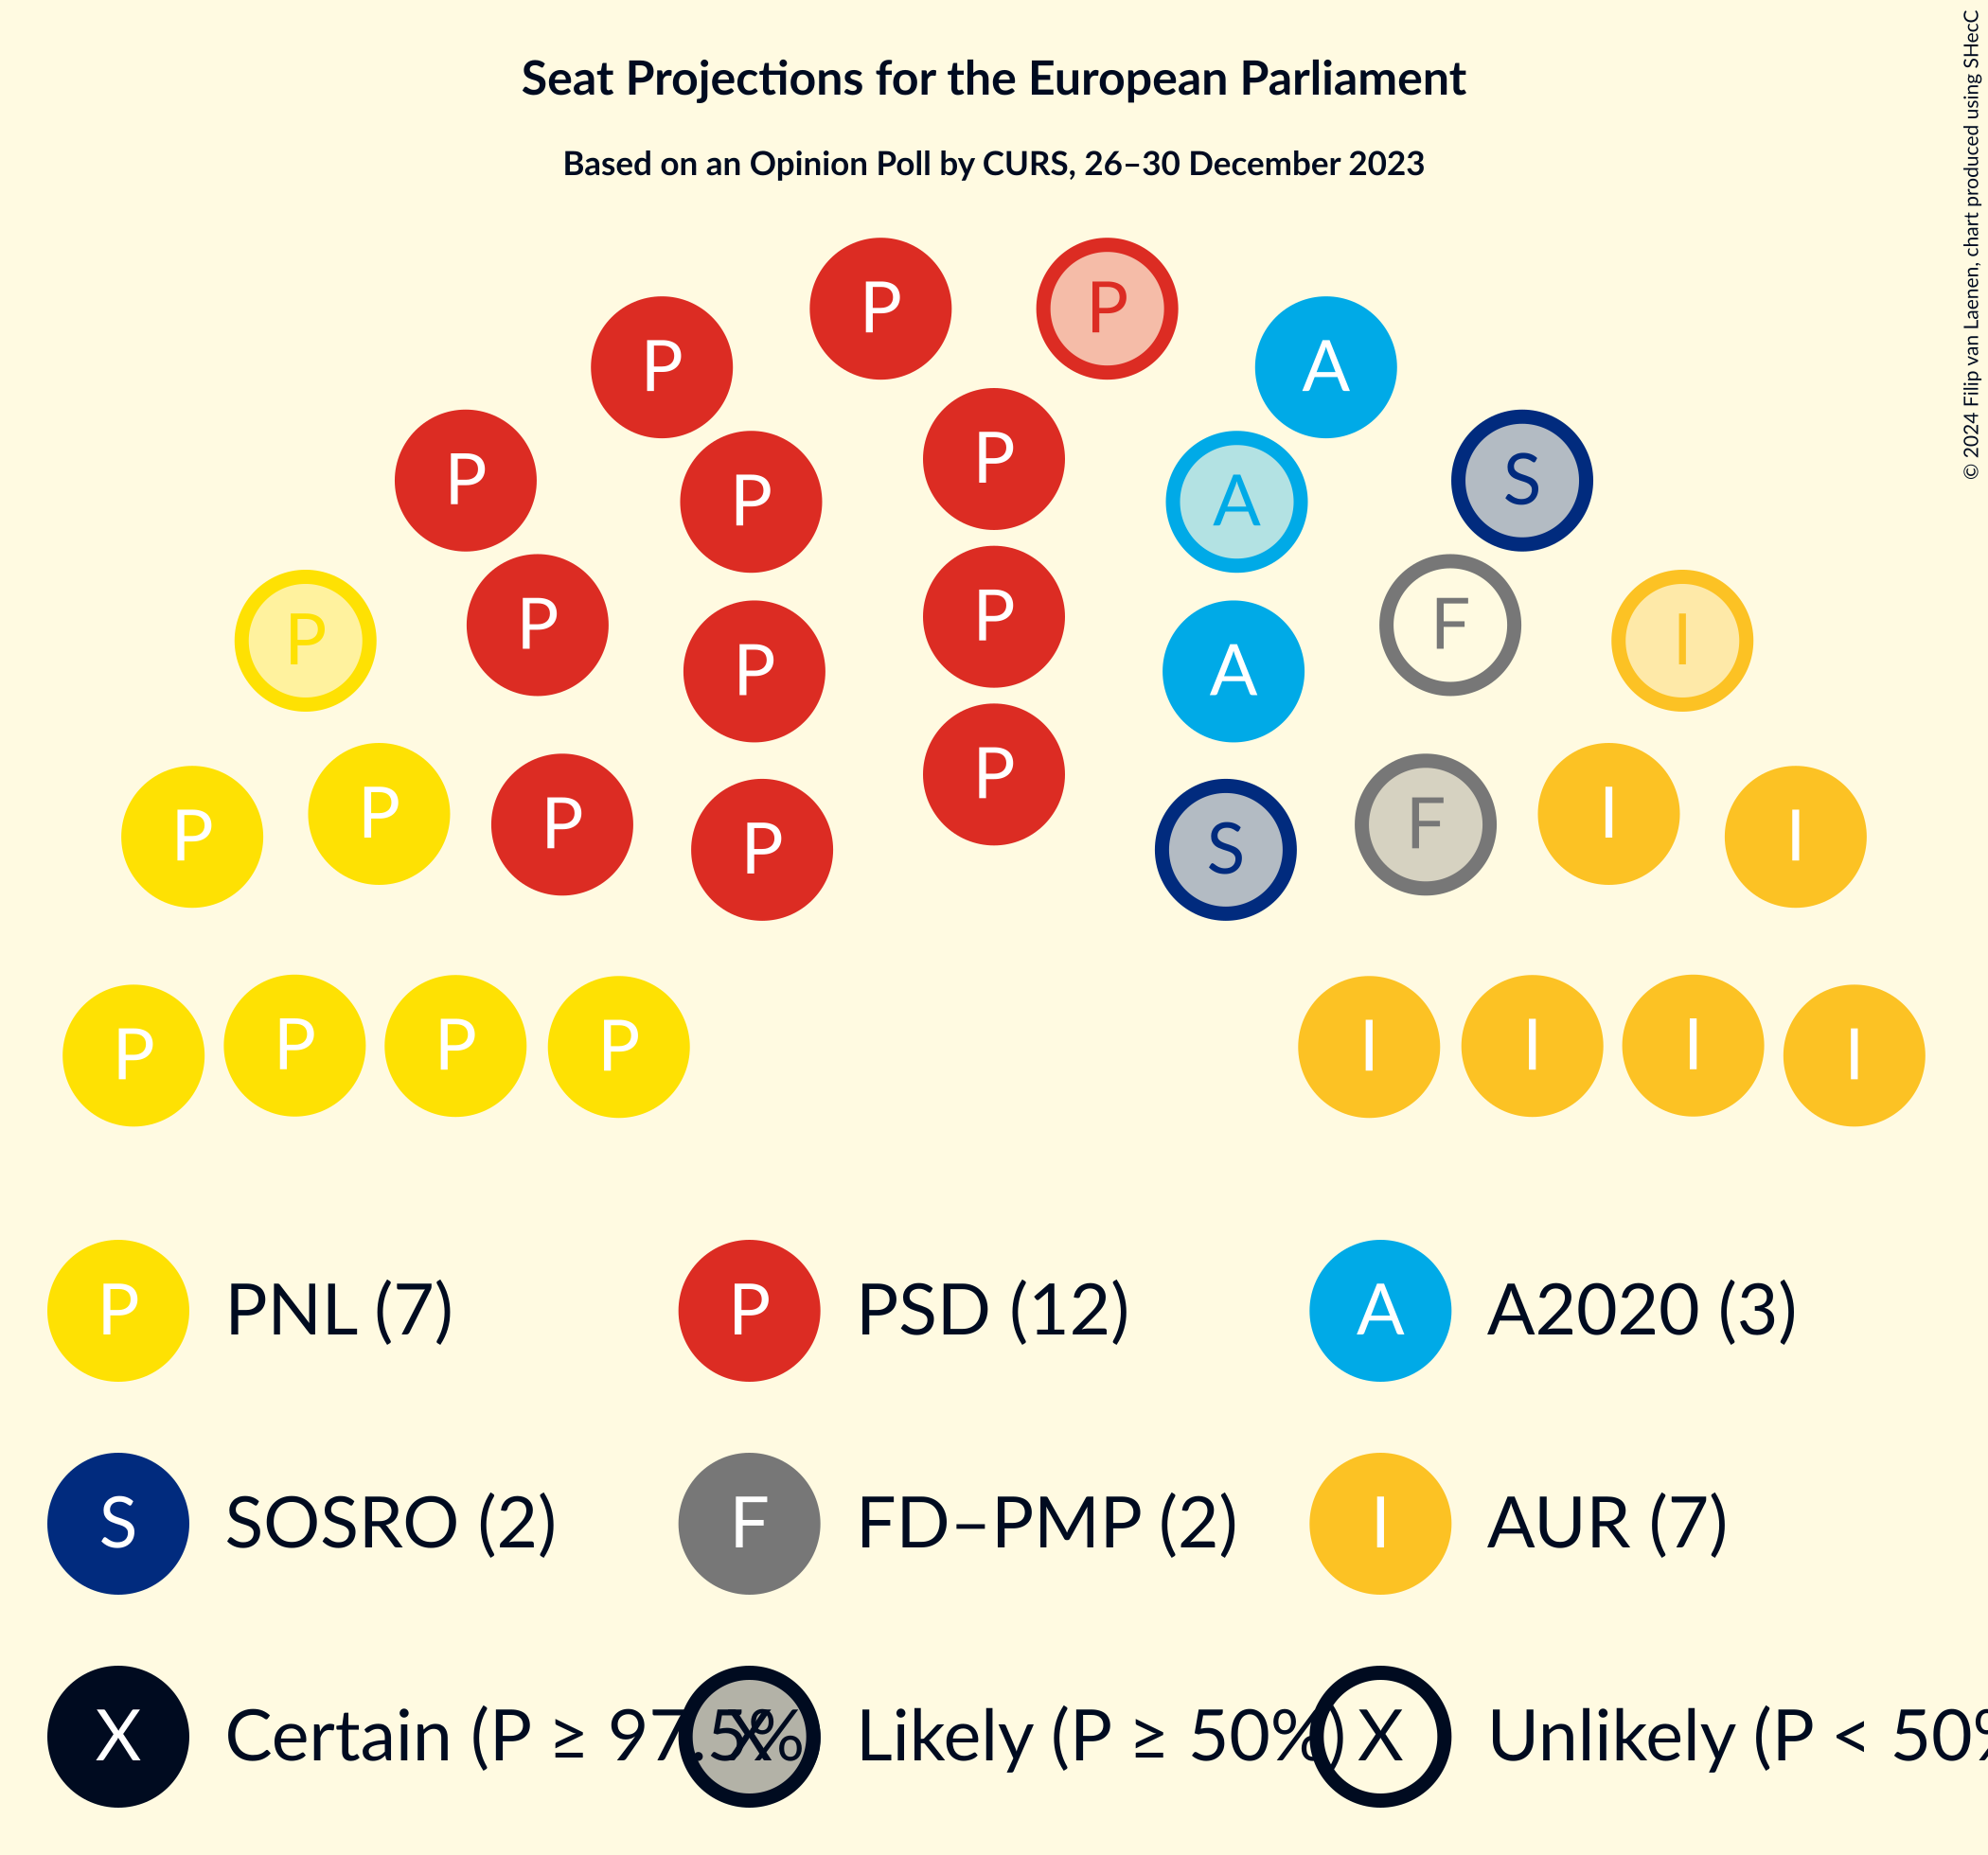 Seat Projections for the European Parliament
Based on an Opinion Poll by CURS, 26–30 December 2023
© 2024 Filip van Laenen, chart produced using SHecC
P P
P A
P P A S
P
P P F I
P
P A
P
P P P P S F I I
P P P P I I I I
P PNL (7) P PSD (12) A A2020 (3)
S SOSRO (2) F FD–PMP (2) I AUR (7)
X Certain (P ≥ 97.5% X Likely (P ≥ 50%) X Unlikely (P < 50%